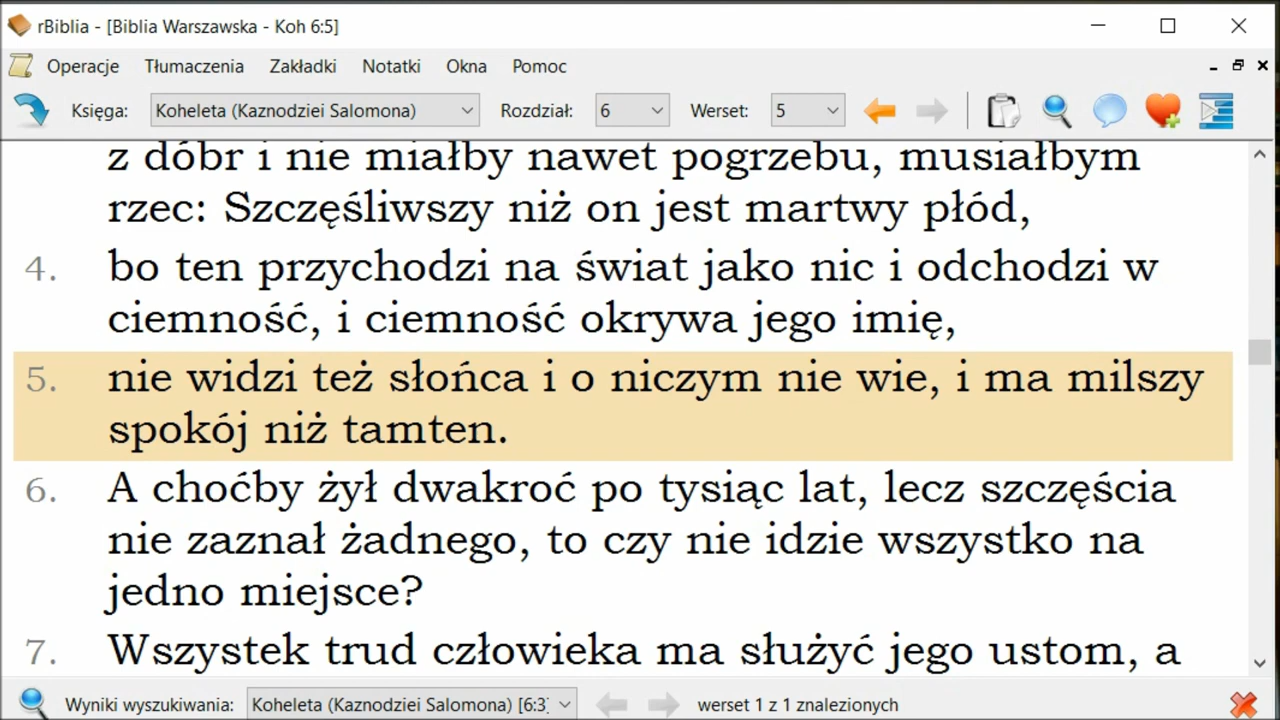 rBiblia - [Biblia Warszawska - Koh 6:5]
Operacje Tłumaczenia Zakładki Notatki Okna Pomoc
Księga: Koheleta (Kaznodziei Salomona) Rozdział: 6 Werset: 5
z dóbr i nie miałby nawet pogrzebu, musiałbym
rzec: Szczęśliwszy niż on jest martwy płód,
4. bo ten przychodzi na świat jako nic i odchodzi w
ciemność, i ciemność okrywa jego imię,
5. nie widzi też słońca i o niczym nie wie, i ma milszy
spokój niż tamten.
6. A choćby żył dwakroć po tysiąc lat, lecz szczęścia
nie zaznał żadnego, to czy nie idzie wszystko na
jedno miejsce?
7. Wszystek trud człowieka ma służyć jego ustom, a
Wyniki wyszukiwania: Koheleta (Kaznodziei Salomona) [6:3] werset 1 z 1 znalezionych